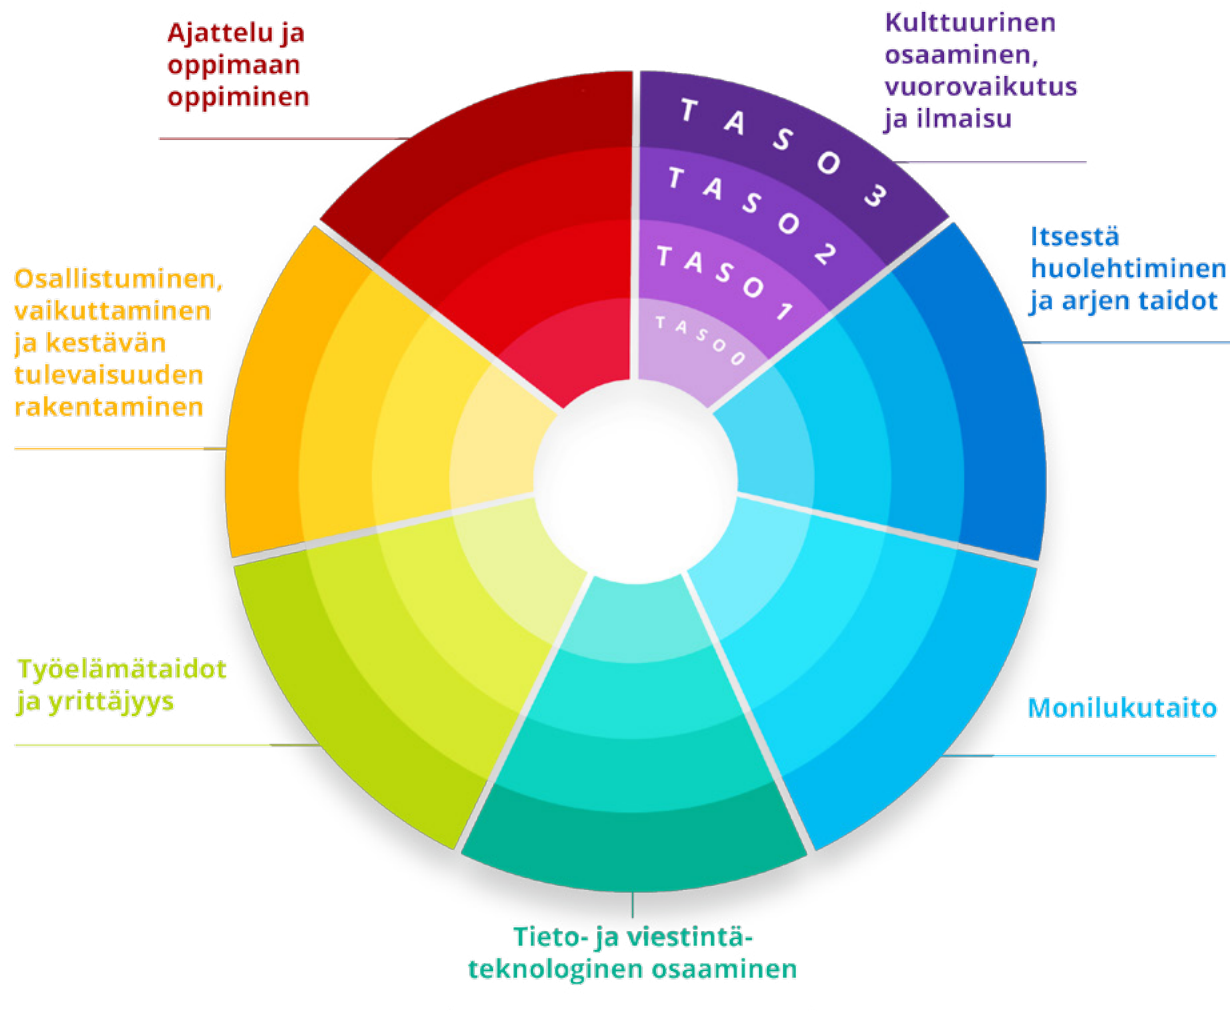 Ajattelu ja
oppimaan
oppiminen
Kulttuurinen
osaaminen,
vuorovaikutus
ja ilmaisu
TASO 3
TASO 2
TASO 1
TASO 0
Itsestä
huolehtiminen
ja arjen taidot
Osallistuminen,
vaikuttaminen
ja kestävän
tulevaisuuden
rakentaminen
Työelämätaidot
ja yrittäjyys
Monilukutaito
Tieto- ja viestintä-
teknologinen osaaminen